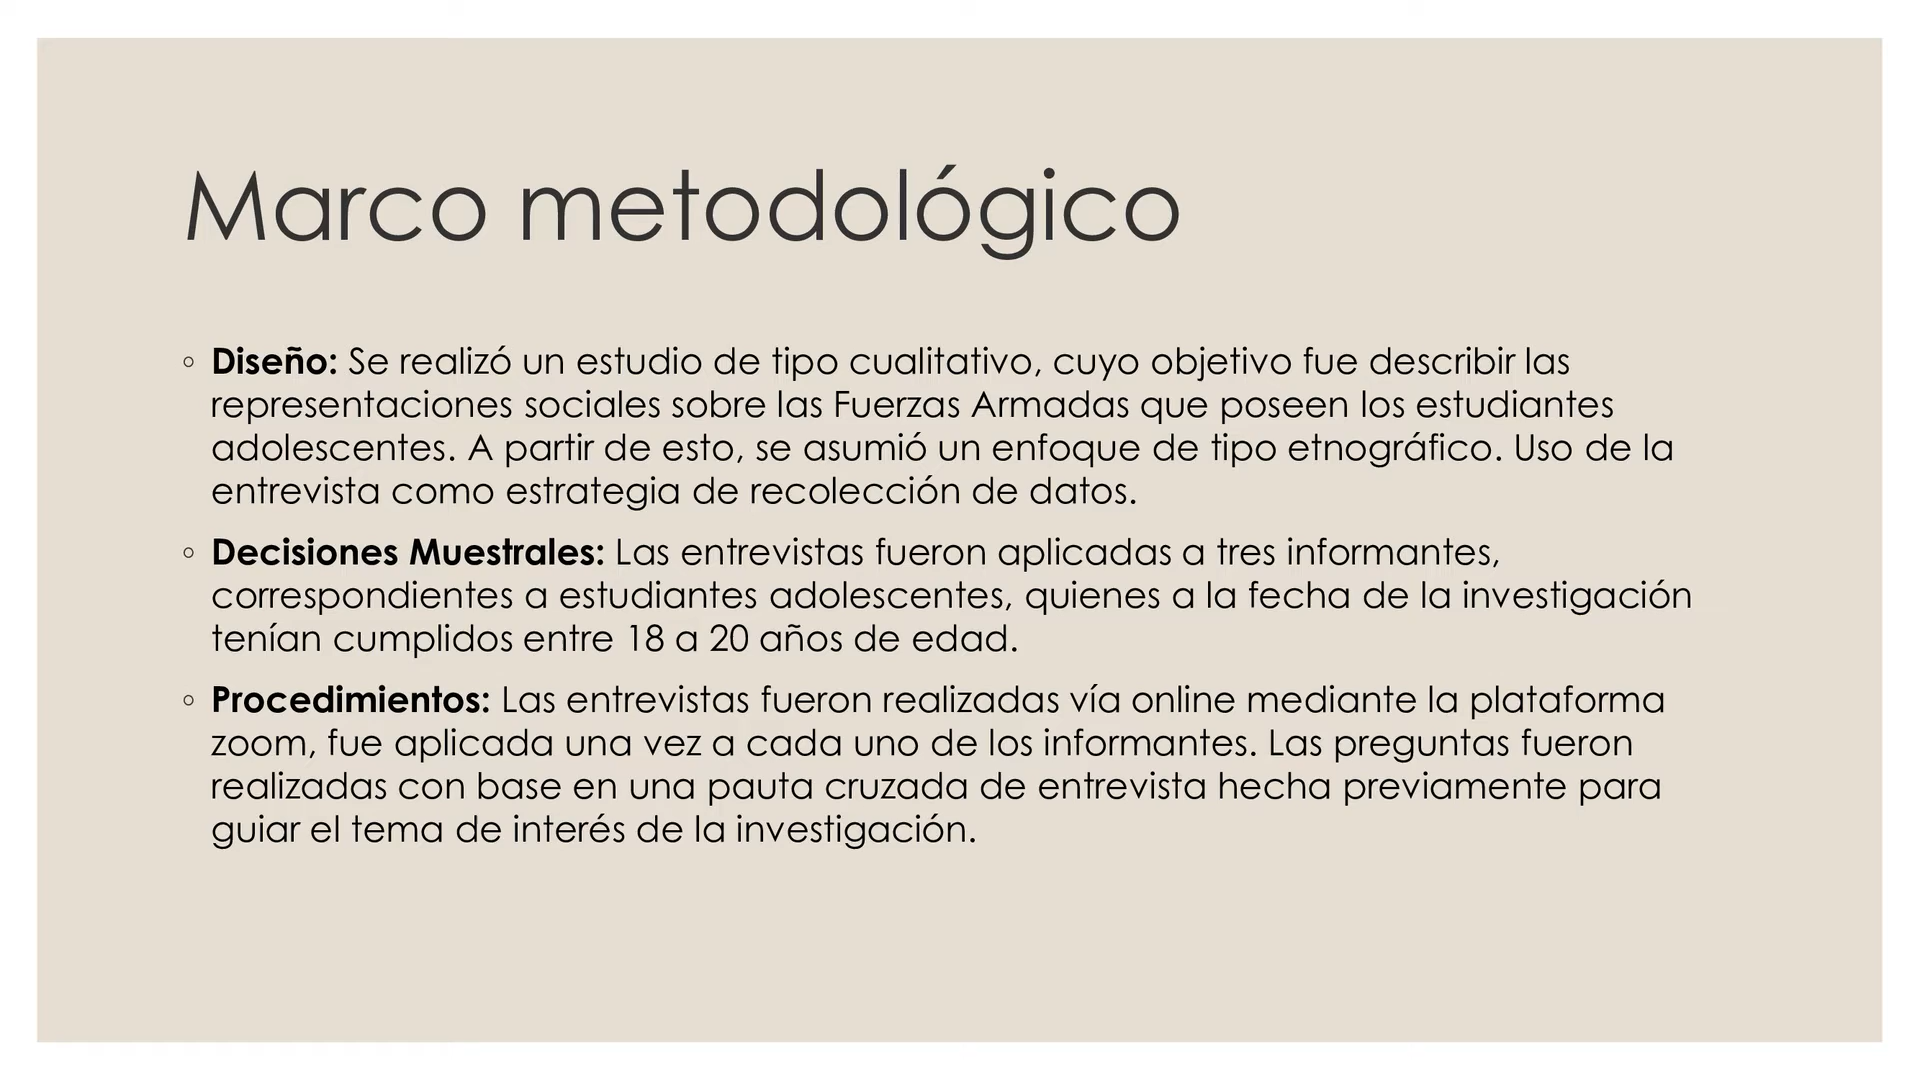 Marco metodológico
◦ Diseño: Se realizó un estudio de tipo cualitativo, cuyo objetivo fue describir las
representaciones sociales sobre las Fuerzas Armadas que poseen los estudiantes
adolescentes. A partir de esto, se asumió un enfoque de tipo etnográfico. Uso de la
entrevista como estrategia de recolección de datos.
◦ Decisiones Muestrales: Las entrevistas fueron aplicadas a tres informantes,
correspondientes a estudiantes adolescentes, quienes a la fecha de la investigación
tenían cumplidos entre 18 a 20 años de edad.
◦ Procedimientos: Las entrevistas fueron realizadas vía online mediante la plataforma
zoom, fue aplicada una vez a cada uno de los informantes. Las preguntas fueron
realizadas con base en una pauta cruzada de entrevista hecha previamente para
guiar el tema de interés de la investigación.